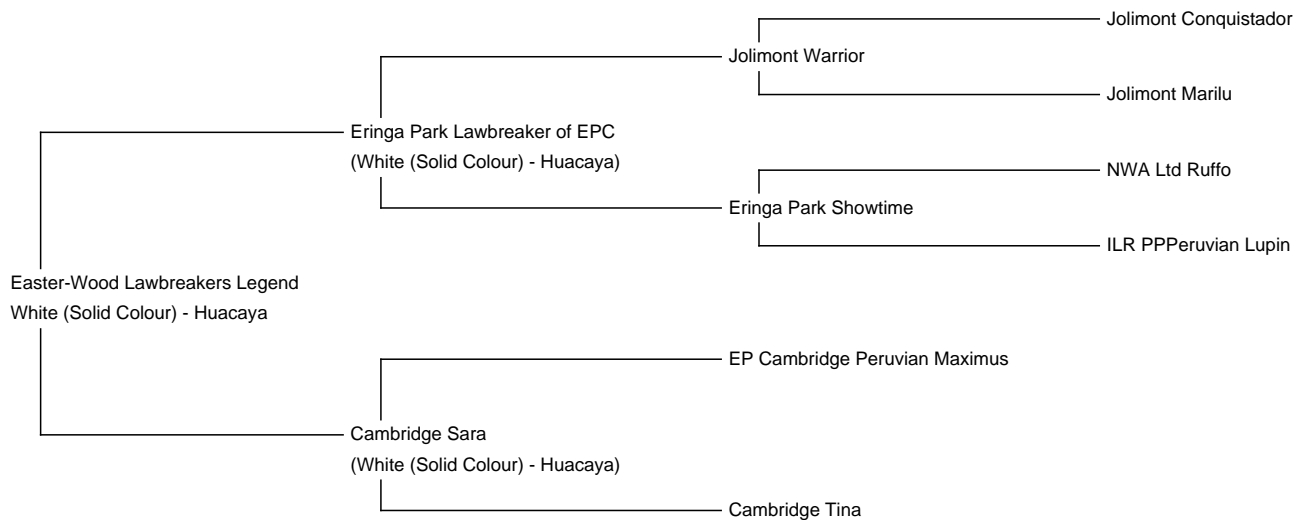 Jolimont Conquistador
Jolimont Warrior
Jolimont Marilu
Eringa Park Lawbreaker of EPC
(White (Solid Colour) - Huacaya)
NWA Ltd Ruffo
Eringa Park Showtime
ILR PPPeruvian Lupin
Easter-Wood Lawbreakers Legend
White (Solid Colour) - Huacaya
EP Cambridge Peruvian Maximus
Cambridge Sara
(White (Solid Colour) - Huacaya)
Cambridge Tina